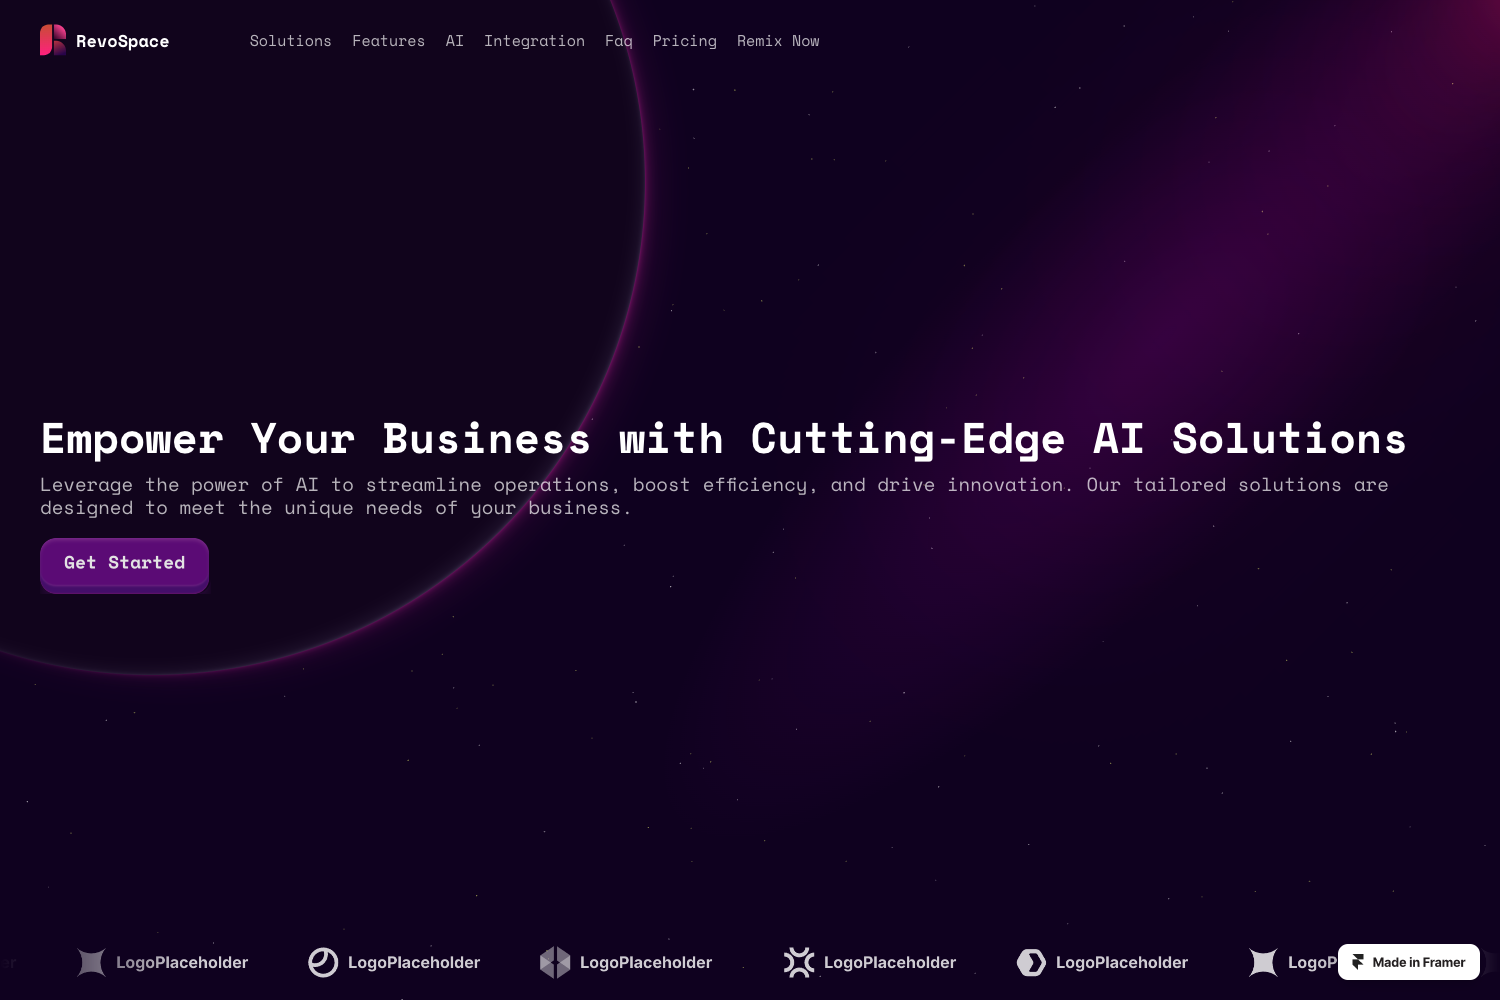 RevoSpace
Solutions Features AI Integration Faq Pricing Remix Now
Empower Your Business with Cutting-Edge AI Solutions
Leverage the power of AI to streamline operations, boost efficiency, and drive innovation. Our tailored solutions are
designed to meet the unique needs of your business.
Get Started
LogoPlaceholder LogoPlaceholder LogoPlaceholder LogoPlaceholder LogoPlaceholder LogoP Made in Framer